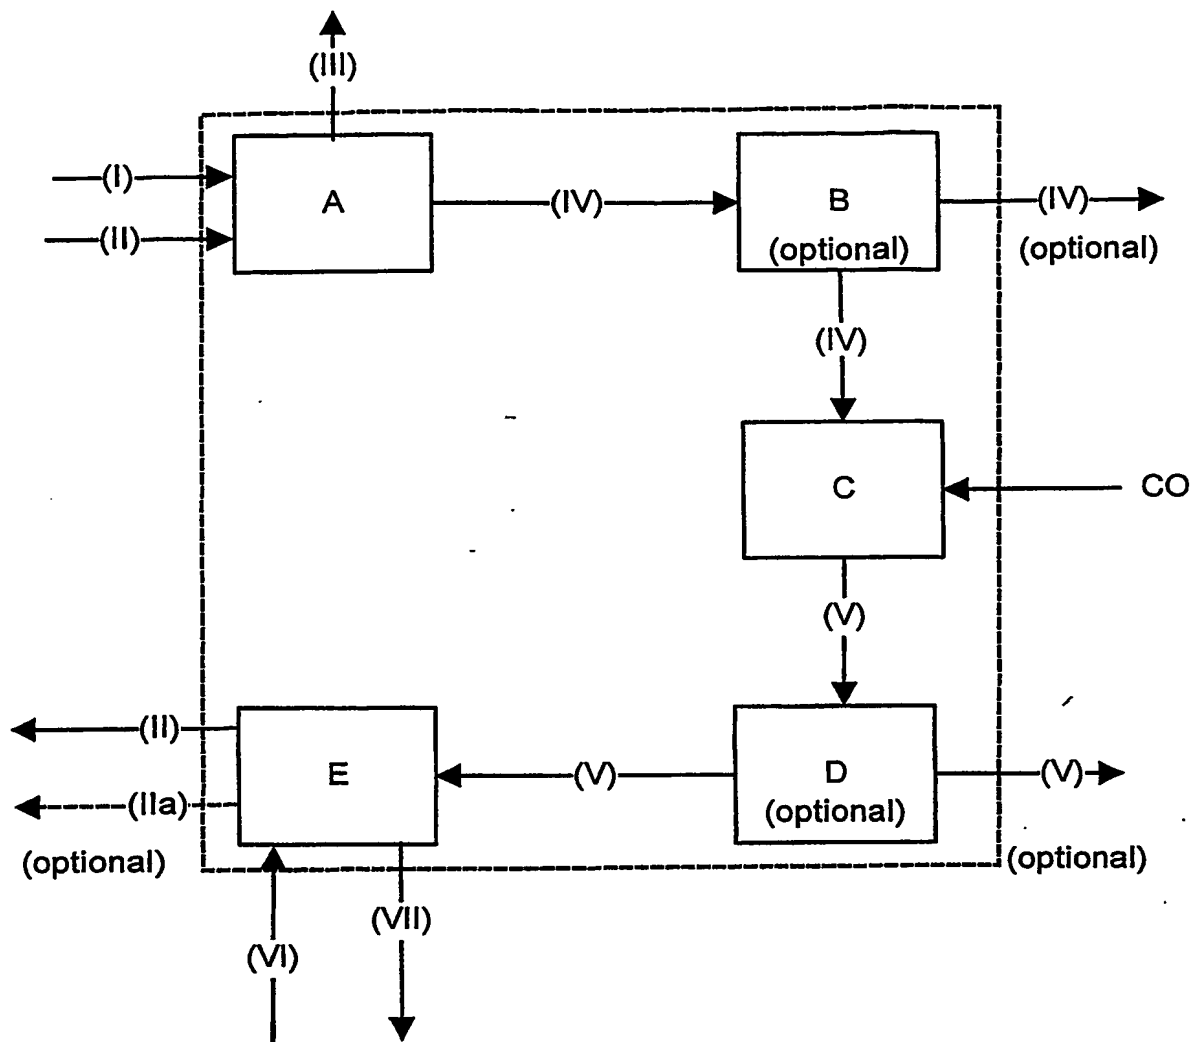 (III)
(I)
(II)
A
(IV)
B
(optional)
(IV)
(optional)
(IV)
C
CO
(V)
(II)
(IIa)
(optional)
E
(V)
D
(optional)
(V)
(optional)
(VI)
(VII)